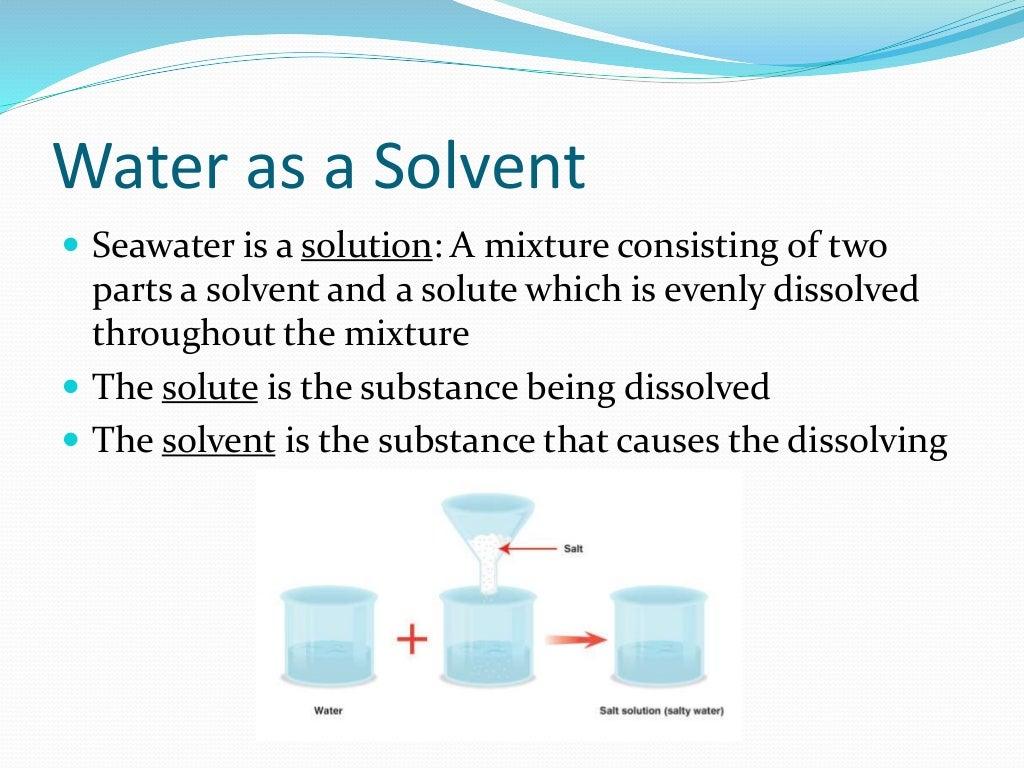 Water as a Solvent
• Seawater is a solution: A mixture consisting of two
parts a solvent and a solute which is evenly dissolved
throughout the mixture
• The solute is the substance being dissolved
• The solvent is the substance that causes the dissolving
Salt
+
Water
Salt solution (salty water)